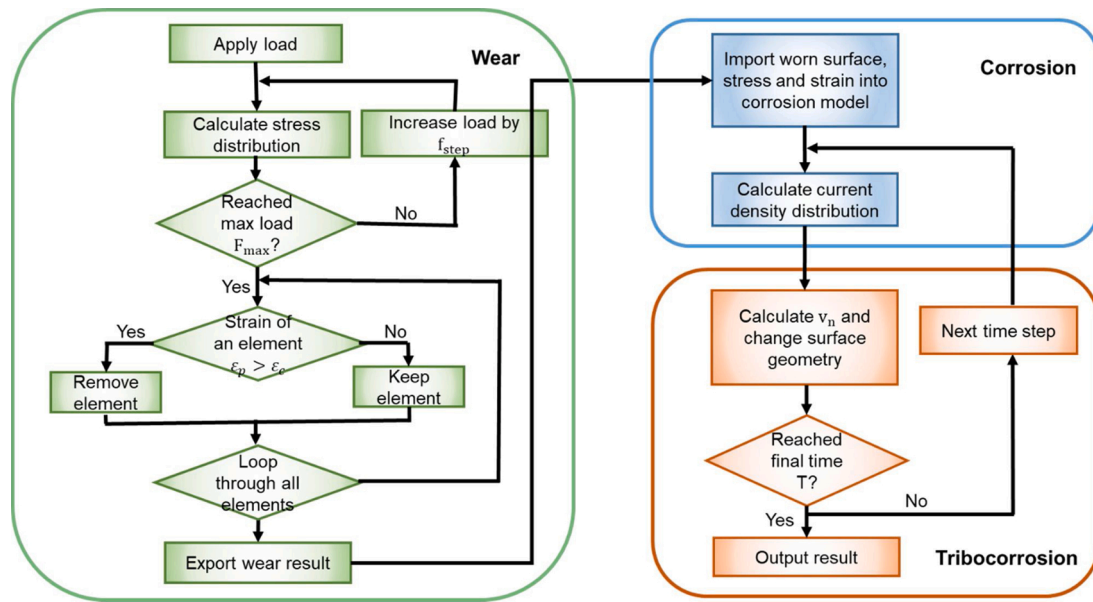 Wear
Apply load
Calculate stress
distribution
Increase load by
f_step
Reached
max load
F_max?
No
Yes
Strain of
an element
ε_p > ε_c
Yes
No
Remove
element
Keep
element
Loop
through all
elements
Export wear result
Corrosion
Import worn surface,
stress and strain into
corrosion model
Calculate current
density distribution
Calculate v_n and
change surface
geometry
Next time step
Reached
final time
T?
No
Yes
Output result
Tribocorrosion